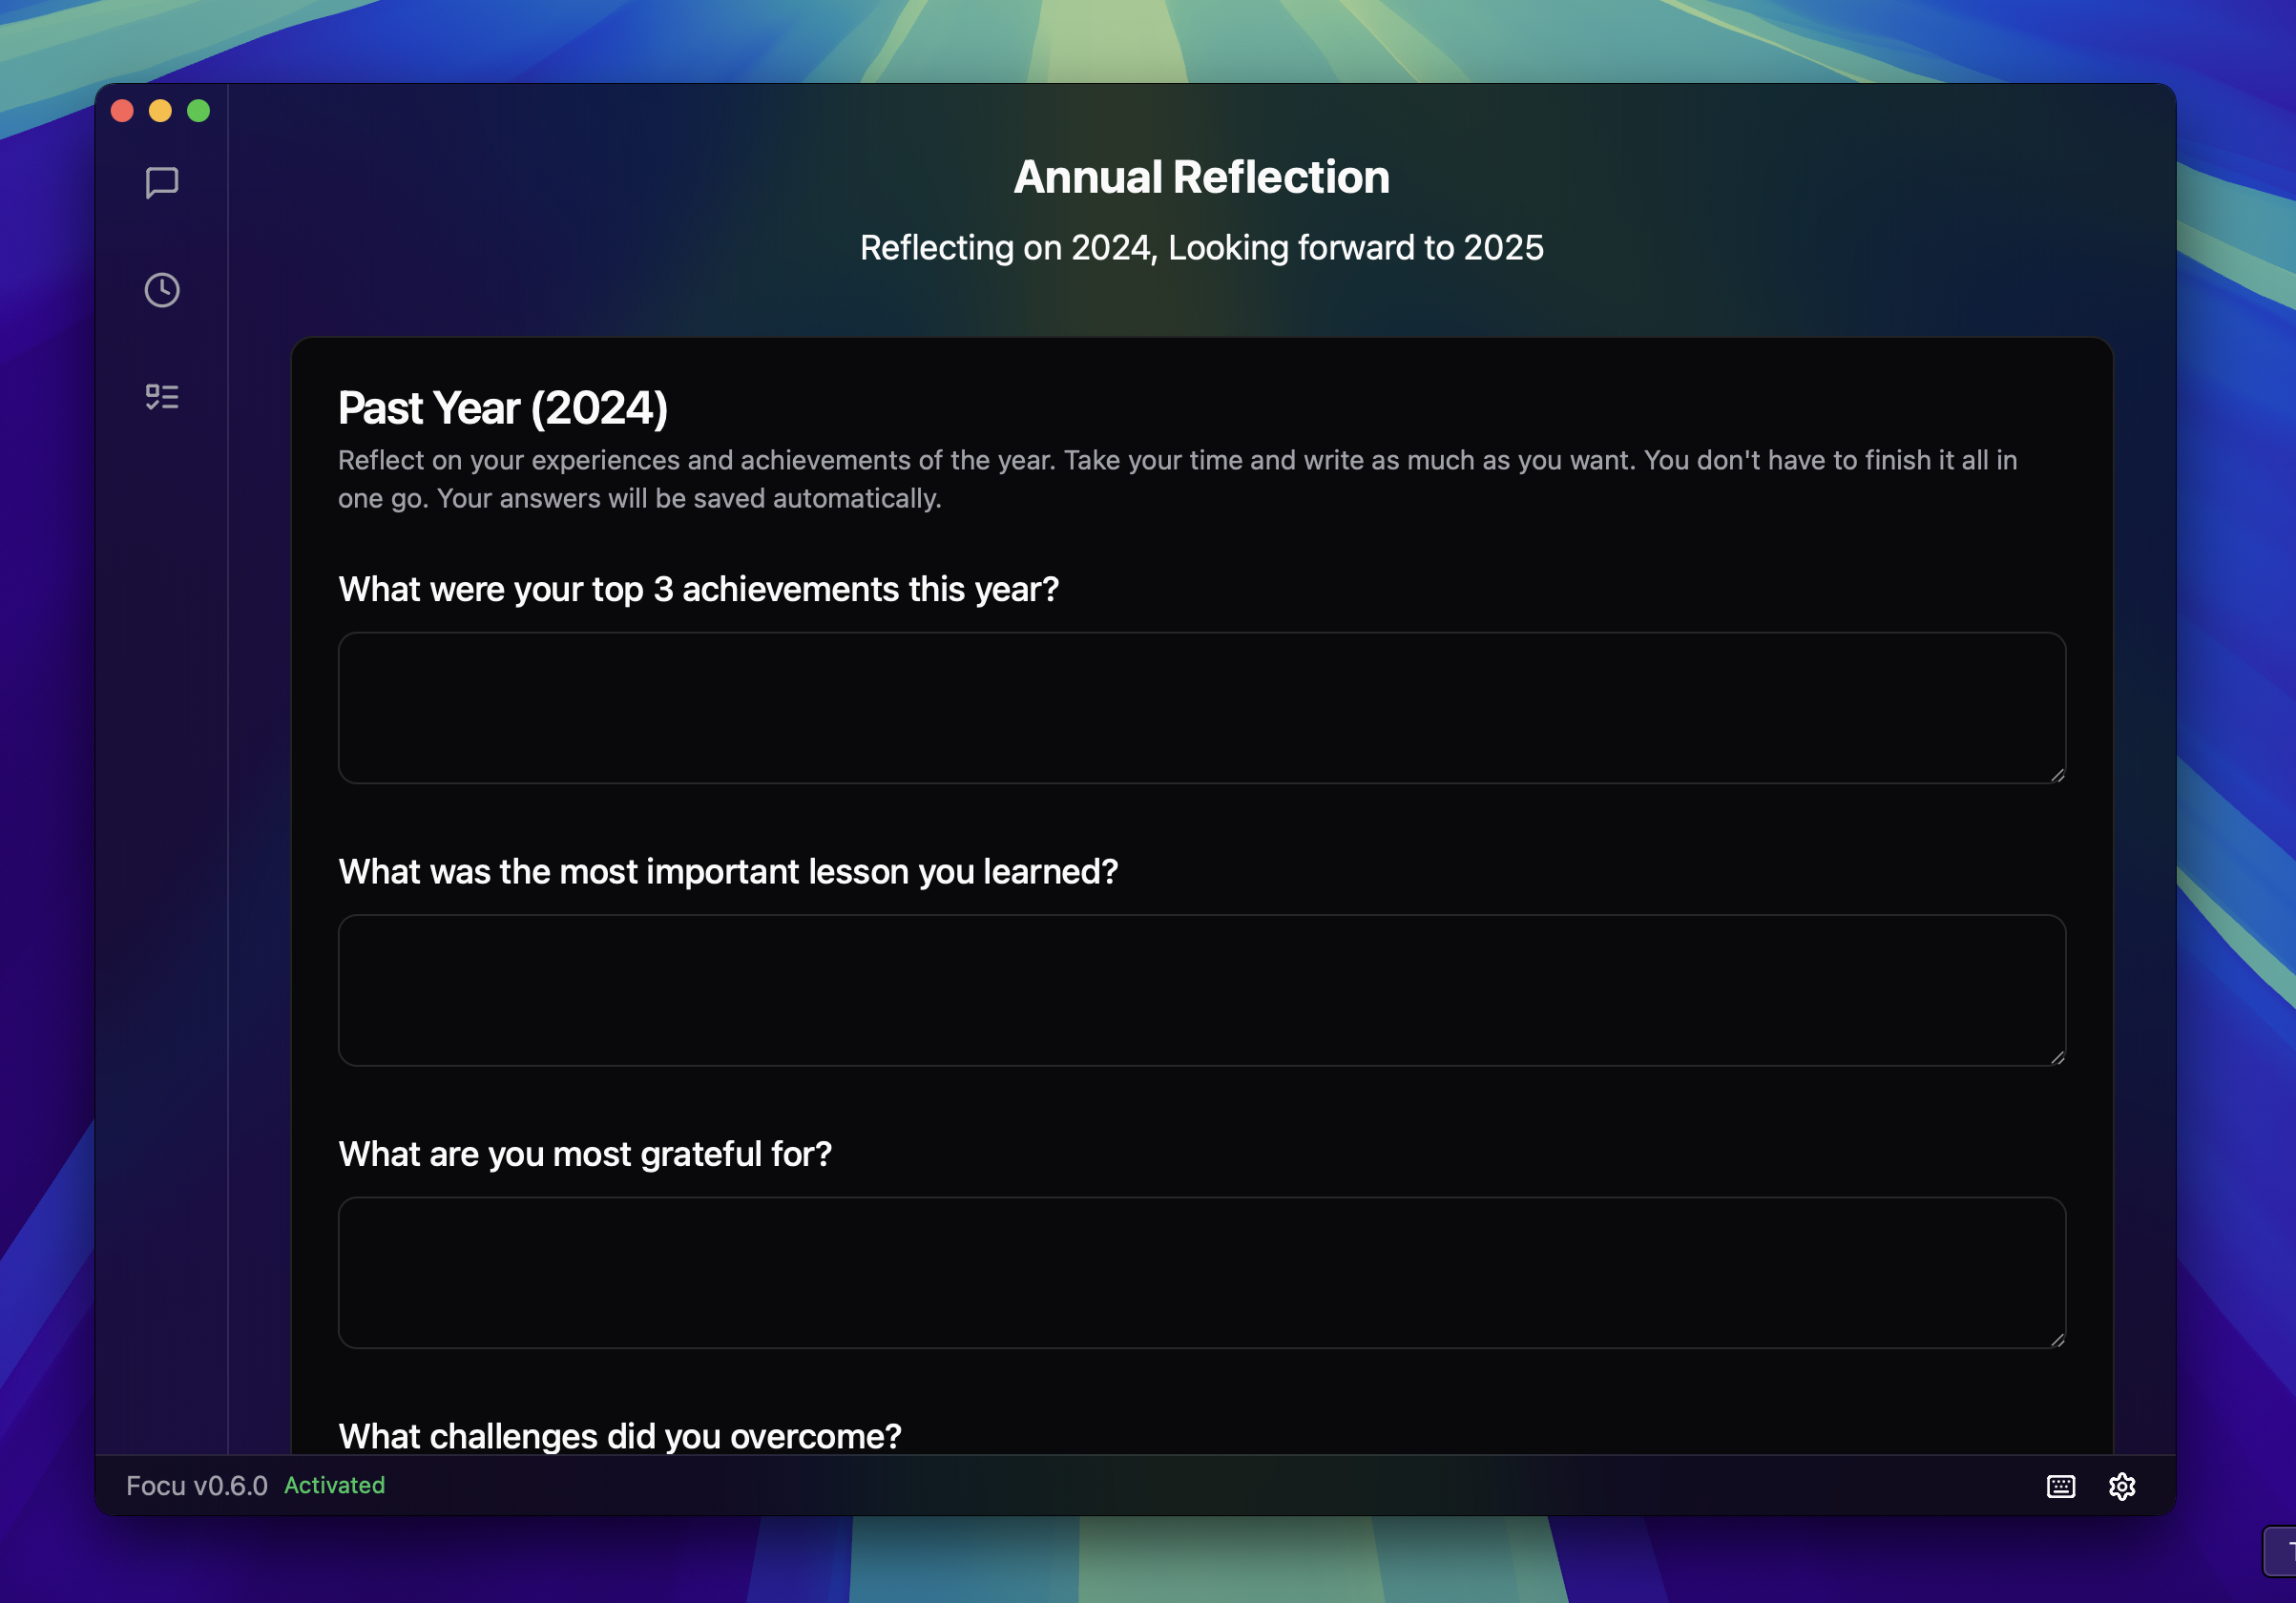 Annual Reflection
Reflecting on 2024, Looking forward to 2025
Past Year (2024)
Reflect on your experiences and achievements of the year. Take your time and write as much as you want. You don't have to finish it all in
one go. Your answers will be saved automatically.
What were your top 3 achievements this year?
What was the most important lesson you learned?
What are you most grateful for?
What challenges did you overcome?
Focu v0.6.0 Activated